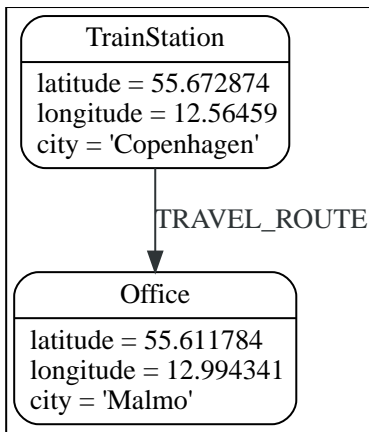 TrainStation
latitude = 55.672874
longitude = 12.56459
city = 'Copenhagen'
TRAVEL_ROUTE
Office
latitude = 55.611784
longitude = 12.994341
city = 'Malmo'